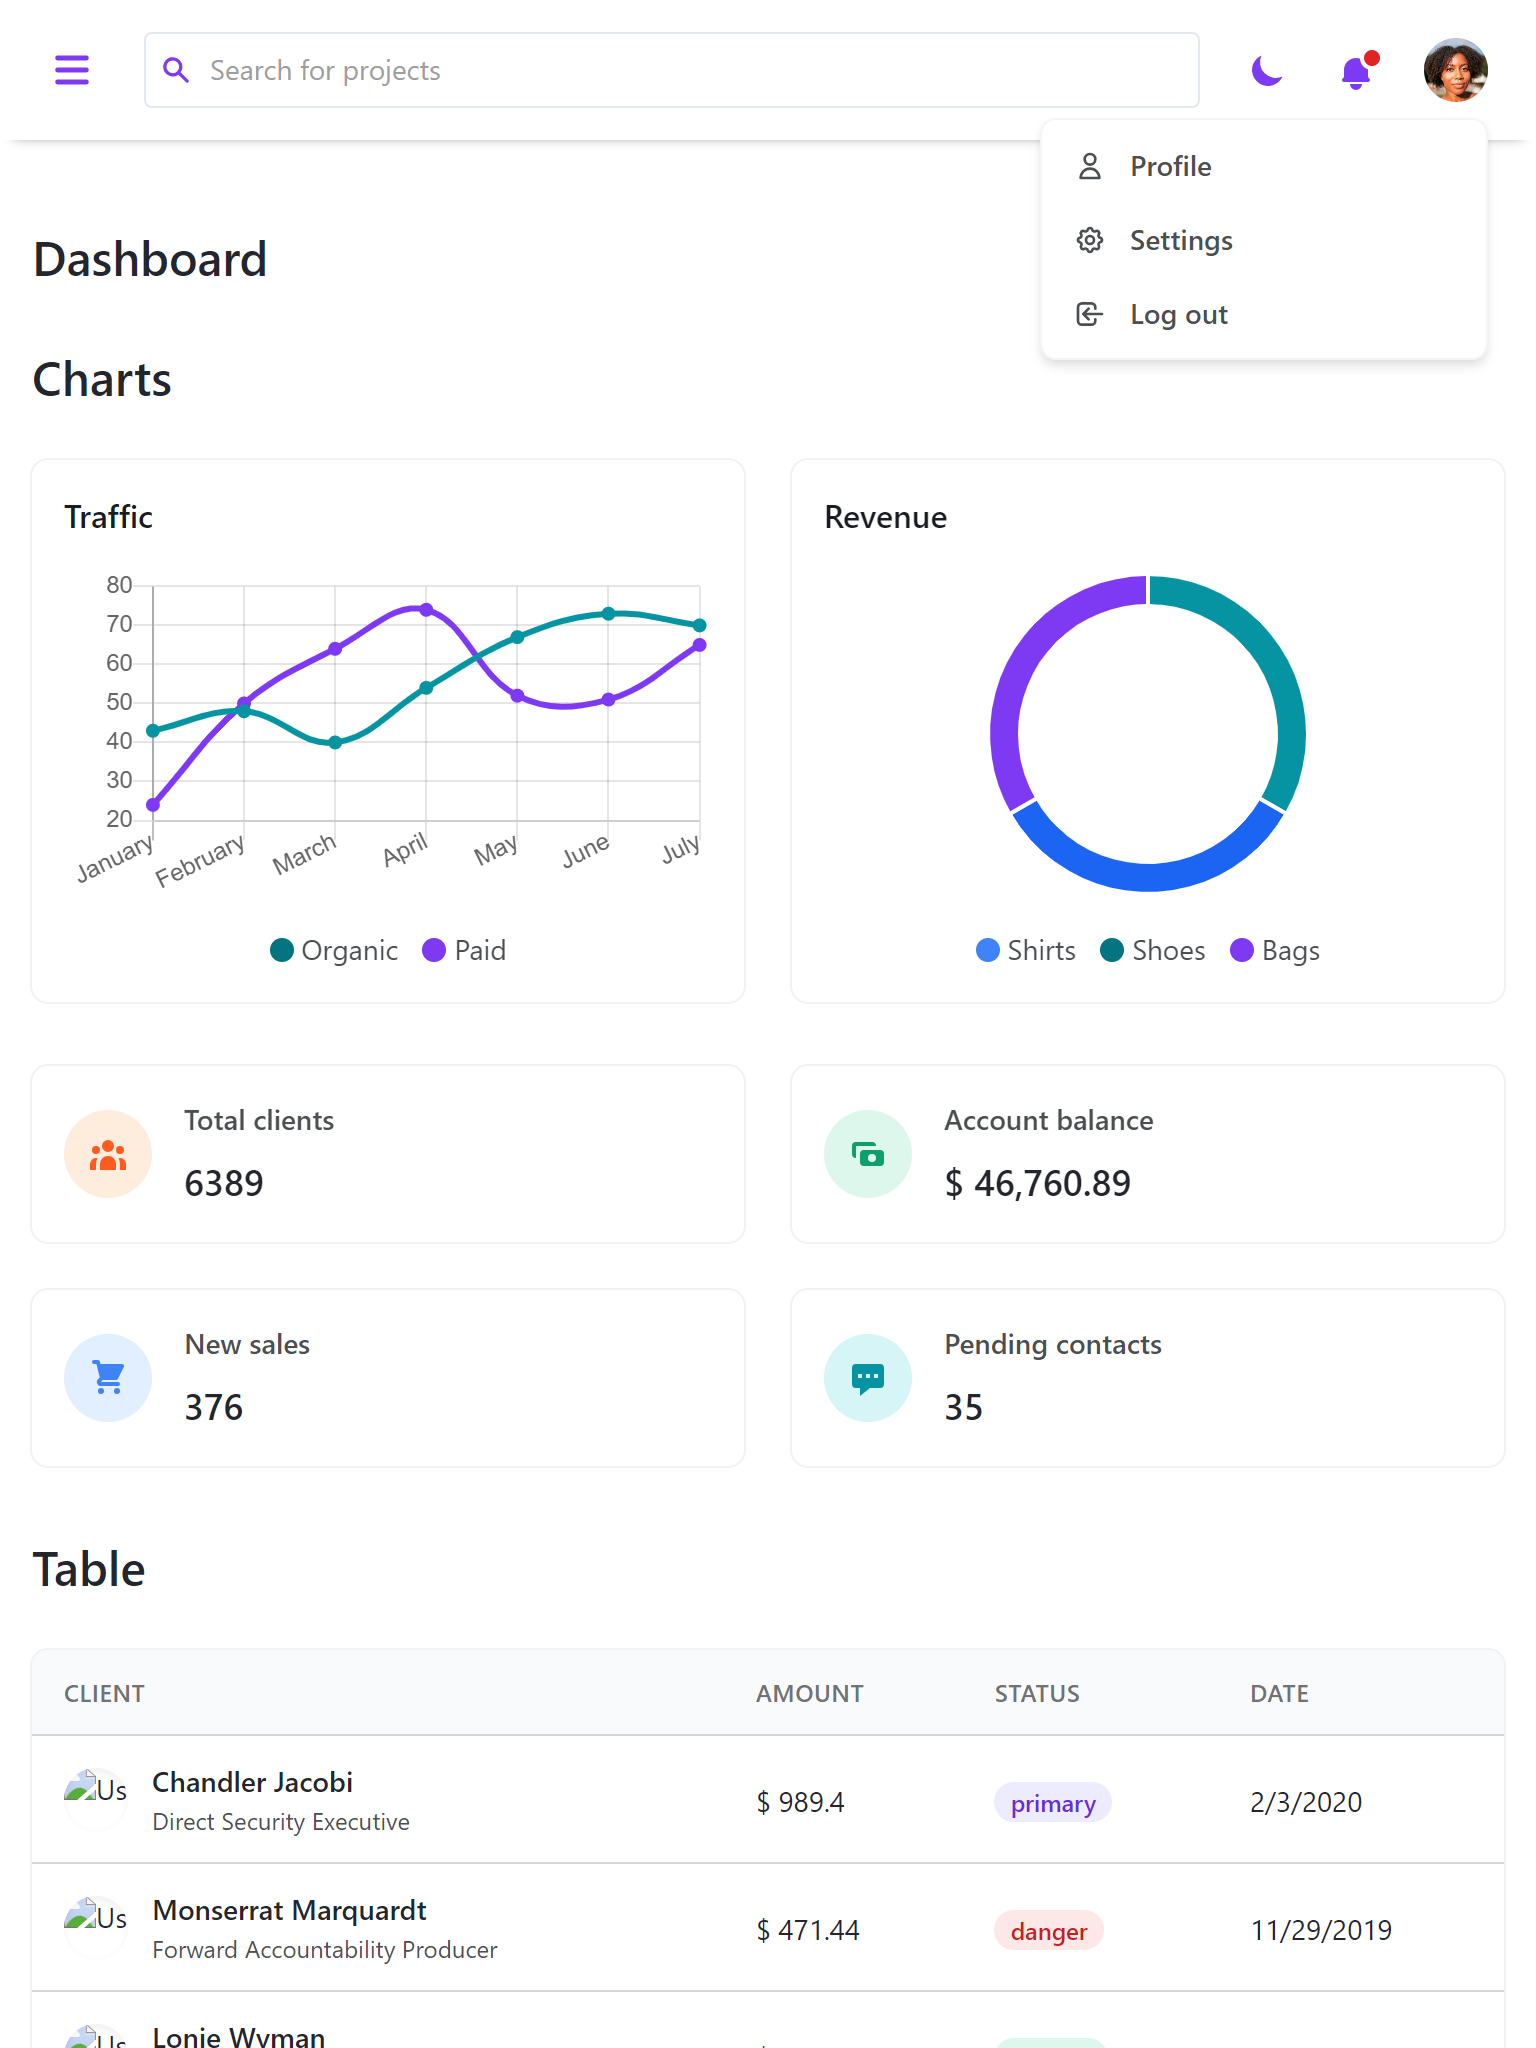 Search for projects
Profile
Settings
Log out
Dashboard
Charts
Traffic
80
70
60
50
40
30
20
January February March April May June July
Organic Paid
Revenue
Shirts Shoes Bags
Total clients
6389
Account balance
$ 46,760.89
New sales
376
Pending contacts
35
Table
CLIENT AMOUNT STATUS DATE
Us Chandler Jacobi
Direct Security Executive
$ 989.4 primary 2/3/2020
Us Monserrat Marquardt
Forward Accountability Producer
$ 471.44 danger 11/29/2019
Us Lonie Wyman